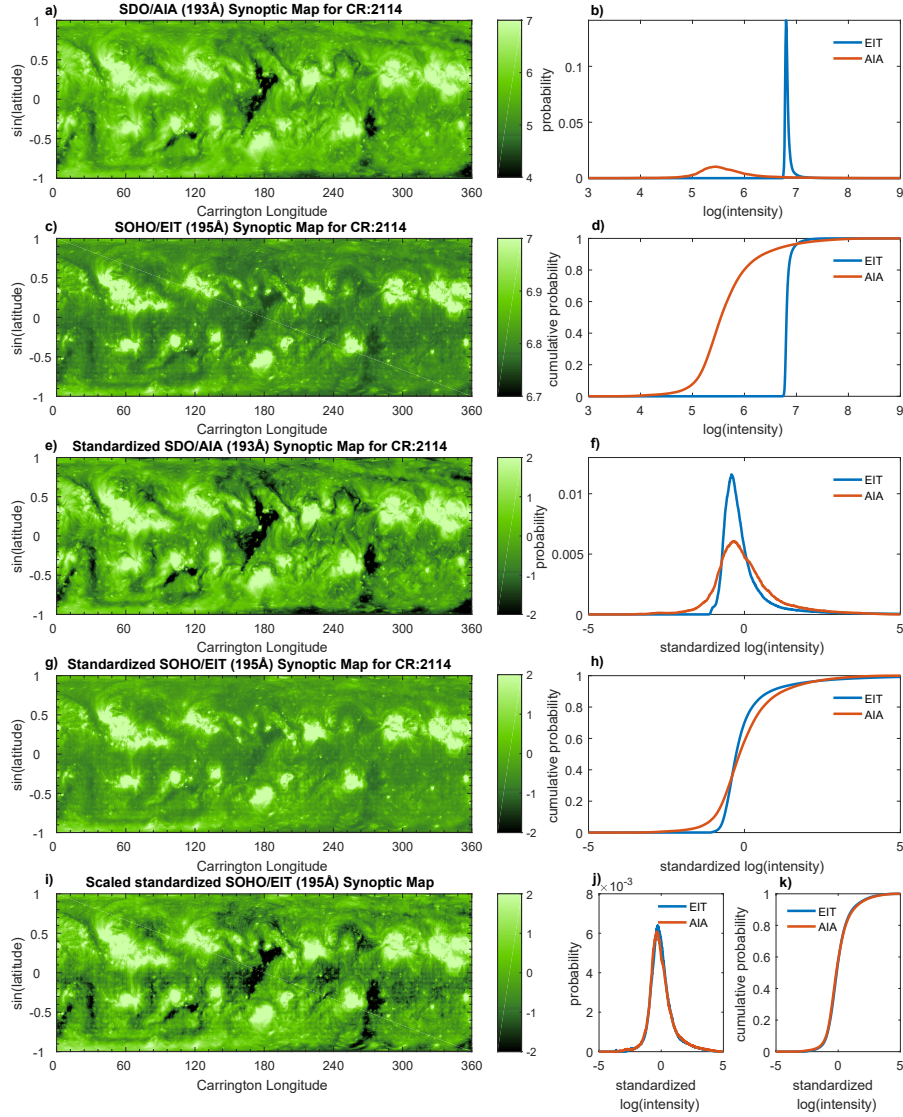 a) SDO/AIA (193Å) Synoptic Map for CR:2114
1
0.5
0
-0.5
-1
sin(latitude)
0 60 120 180 240 300 360
Carrington Longitude
7
6
5
4
b)
0.1
0.05
0
probability
EIT
AIA
3 4 5 6 7 8 9
log(intensity)
c) SOHO/EIT (195Å) Synoptic Map for CR:2114
1
0.5
0
-0.5
-1
sin(latitude)
0 60 120 180 240 300 360
Carrington Longitude
7
6.9
6.8
6.7
d)
1
0.8
0.6
0.4
0.2
0
cumulative probability
EIT
AIA
3 4 5 6 7 8 9
log(intensity)
e) Standardized SDO/AIA (193Å) Synoptic Map for CR:2114
1
0.5
0
-0.5
-1
sin(latitude)
0 60 120 180 240 300 360
Carrington Longitude
2
1
0
-1
-2
f)
0.01
0.005
0
probability
EIT
AIA
-5 0 5
standardized log(intensity)
g) Standardized SOHO/EIT (195Å) Synoptic Map for CR:2114
1
0.5
0
-0.5
-1
sin(latitude)
0 60 120 180 240 300 360
Carrington Longitude
2
1
0
-1
-2
h)
1
0.8
0.6
0.4
0.2
0
cumulative probability
EIT
AIA
-5 0 5
standardized log(intensity)
i) Scaled standardized SOHO/EIT (195Å) Synoptic Map
1
0.5
0
-0.5
-1
sin(latitude)
0 60 120 180 240 300 360
Carrington Longitude
2
1
0
-1
-2
j)
×10-3
8
6
4
2
0
probability
EIT
AIA
-5 0 5
standardized
log(intensity)
k)
1
0.8
0.6
0.4
0.2
0
cumulative probability
EIT
AIA
-5 0 5
standardized
log(intensity)